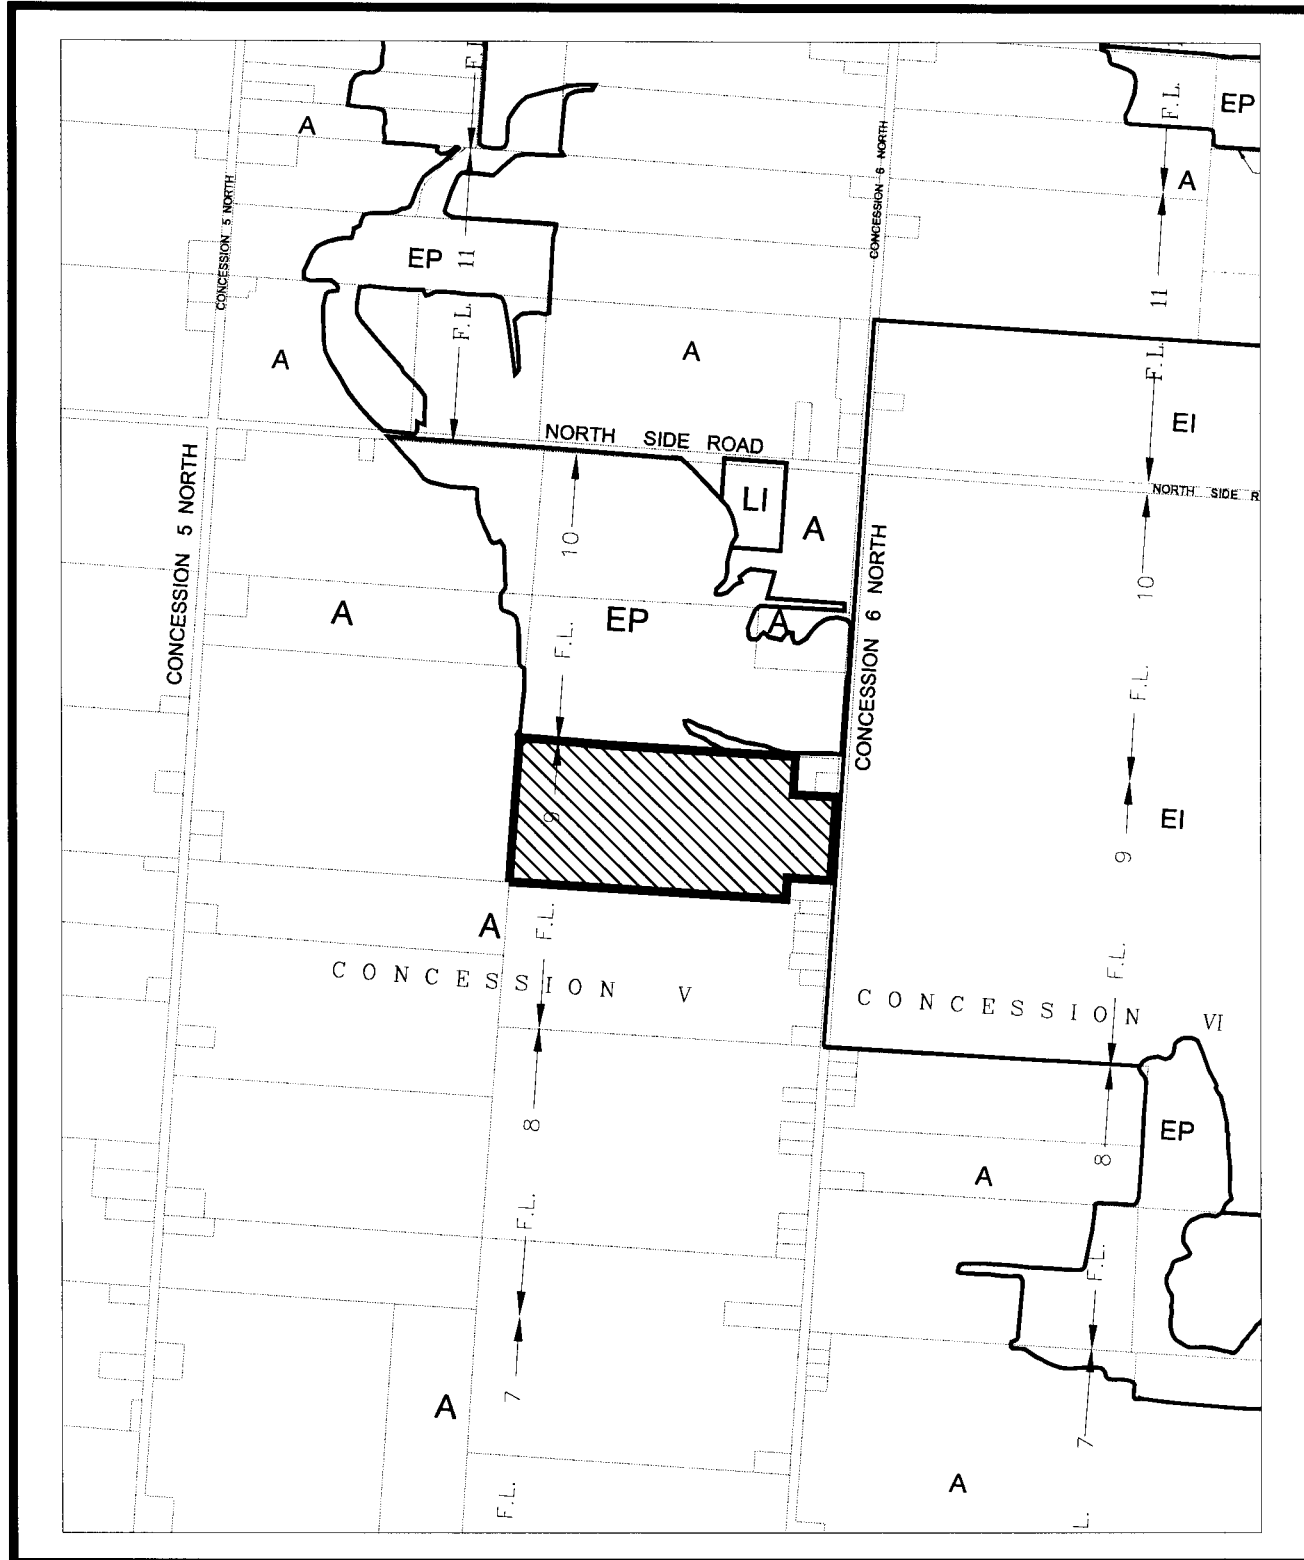 F.L.
F.L.
EP
A
CONCESSION 5 NORTH
CONCESSION 6 NORTH
A
EP
11
11
F.L.
A
A
F.L.
EI
NORTH SIDE ROAD
NORTH SIDE R
LI
A
10
10
CONCESSION 5 NORTH
CONCESSION 6 NORTH
A
EP
A
F.L.
F.L.
9
9
EI
A
F.L.
F.L.
CONCESSION V
CONCESSION VI
8
8
EP
A
F.L.
F.L.
7
7
A
A
F.L.
L.